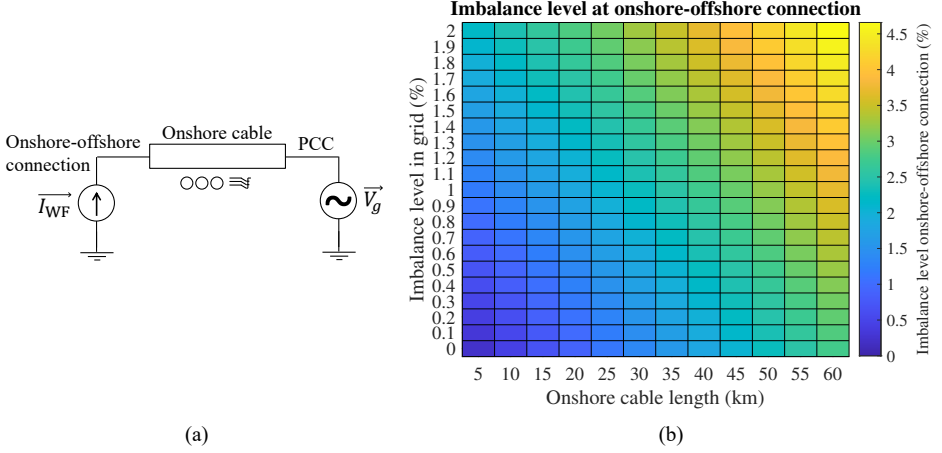 Onshore-offshore
connection
Onshore cable
PCC
I_WF
V_g
(a)
Imbalance level at onshore-offshore connection
Imbalance level in grid (%)
2
1.9
1.8
1.7
1.6
1.5
1.4
1.3
1.2
1.1
1
0.9
0.8
0.7
0.6
0.5
0.4
0.3
0.2
0.1
0
5 10 15 20 25 30 35 40 45 50 55 60
Onshore cable length (km)
4.5
4
3.5
3
2.5
2
1.5
1
0.5
0
Imbalance level onshore-offshore connection (%)
(b)